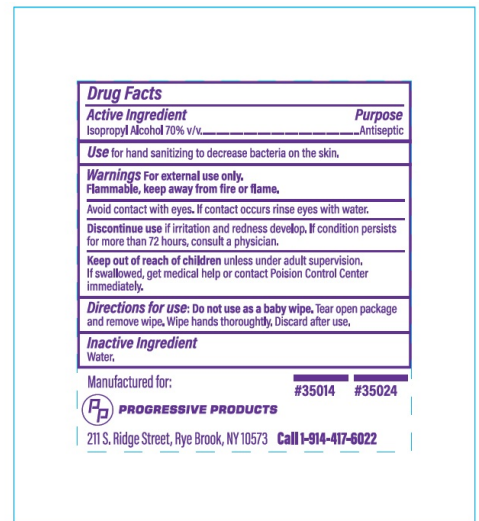 Drug Facts
Active Ingredient Purpose
Isopropyl Alcohol 70% v/v. Antiseptic
Use for hand sanitizing to decrease bacteria on the skin.
Warnings For external use only.
Flammable, keep away from fire or flame.
Avoid contact with eyes. If contact occurs rinse eyes with water.
Discontinue use if irritation and redness develop. If condition persists
for more than 72 hours, consult a physician.
Keep out of reach of children unless under adult supervision.
If swallowed, get medical help or contact Poision Control Center
immediately.
Directions for use: Do not use as a baby wipe. Tear open package
and remove wipe. Wipe hands thoroughtly, Discard after use.
Inactive Ingredient
Water.
Manufactured for:
#35014 #35024
PP PROGRESSIVE PRODUCTS
211 S. Ridge Street, Rye Brook, NY 10573 Call 1-914-417-6022